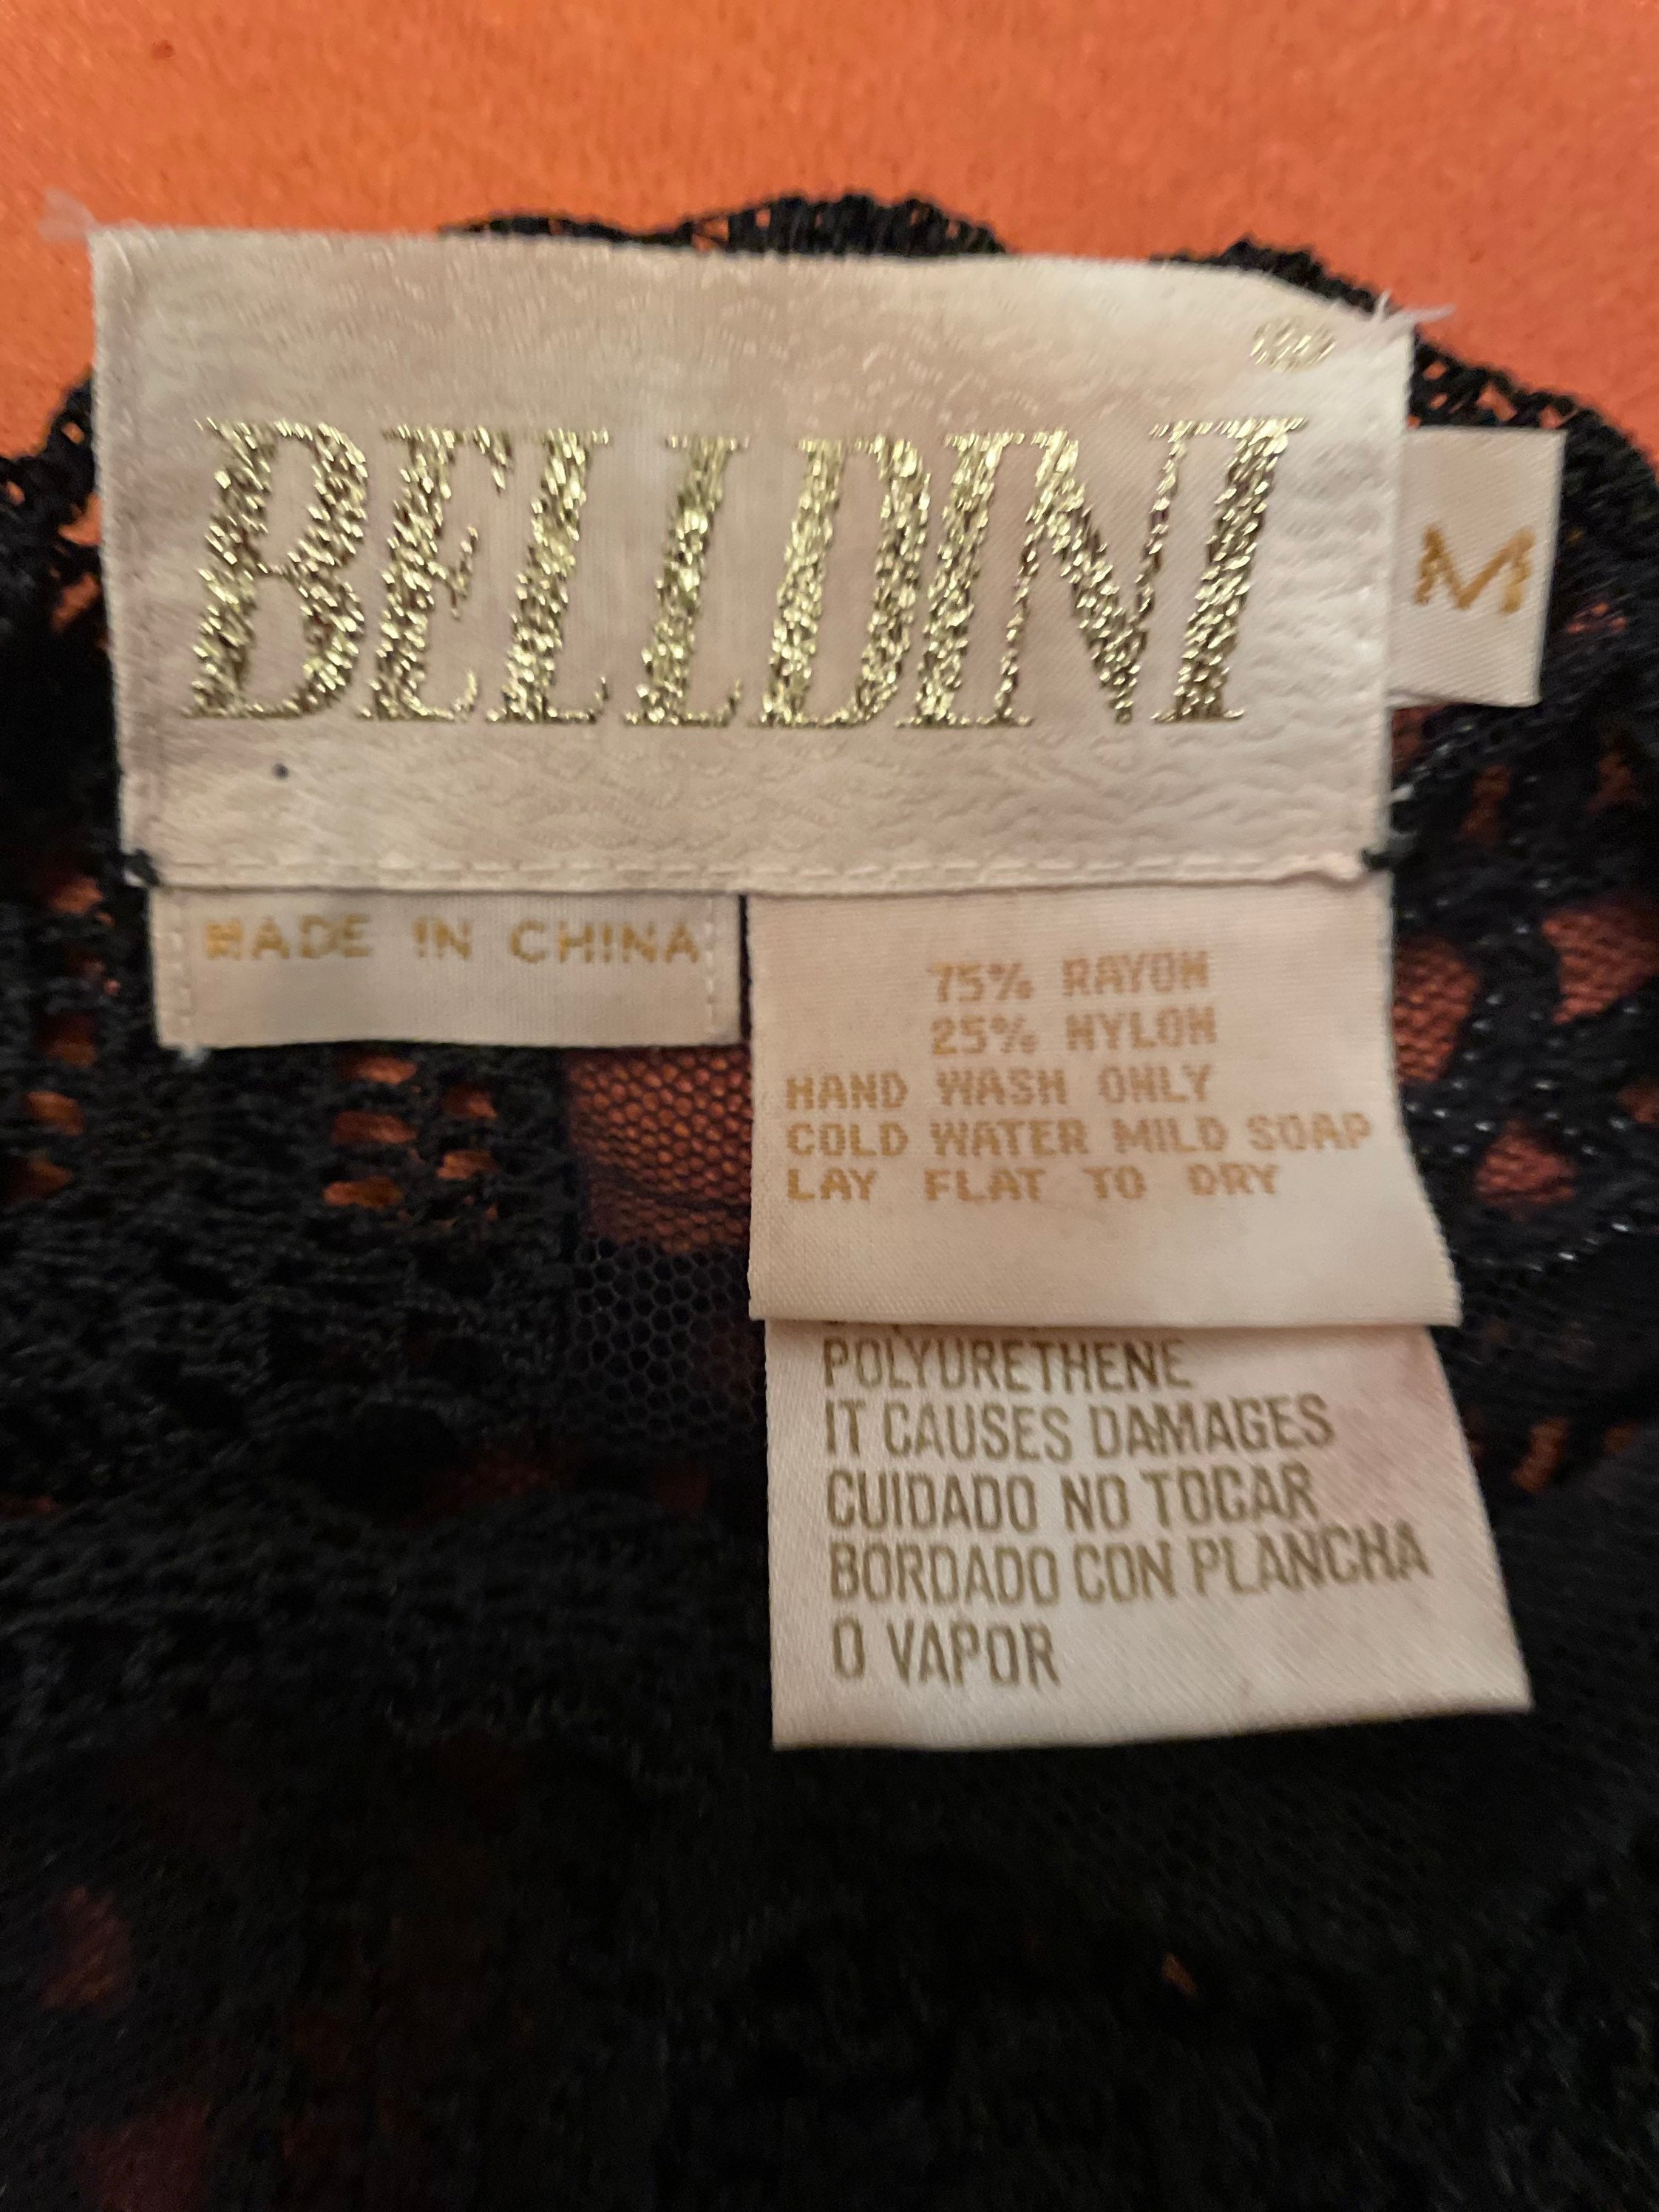 BELLDINI
M
MADE IN CHINA
75% RAYON
25% NYLON
HAND WASH ONLY
COLD WATER MILD SOAP
LAY FLAT TO DRY
POLYURETHENE
IT CAUSES DAMAGES
CUIDADO NO TOCAR
BORDADO CON PLANCHA
O VAPOR